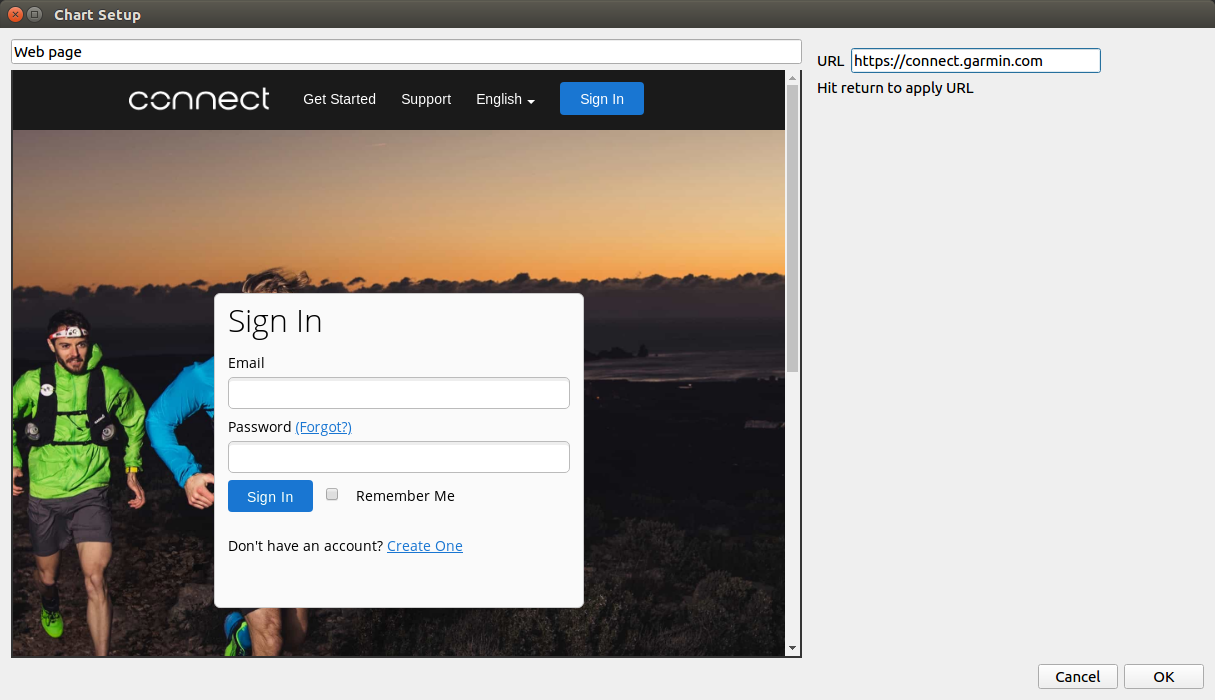 Chart Setup
Web page
URL https://connect.garmin.com
Hit return to apply URL
connect Get Started Support English Sign In
Sign In
Email
Password (Forgot?)
Sign In Remember Me
Don't have an account? Create One
Cancel OK